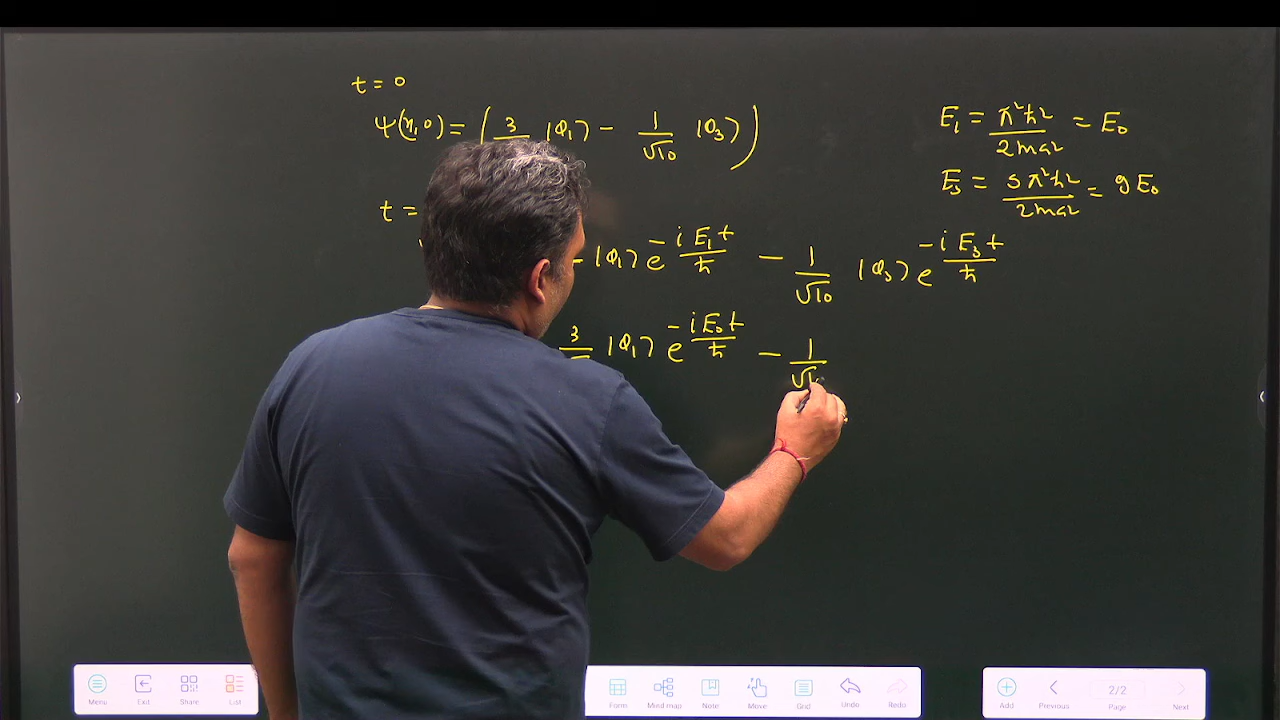 t = 0
ψ(x,0) = ( 3 |φ₁⟩ − 1/√10 |φ₃⟩ )
E₁ = π²ħ²/2ma² = E₀
E₃ = 9π²ħ²/2ma² = 9E₀
t =
|φ₁⟩ e^(−iE₁t/ħ) − 1/√10 |φ₃⟩ e^(−iE₃t/ħ)
3 |φ₁⟩ e^(−iE₀t/ħ) − 1/√1
Menu Exit Share List Form Mind map Note Move Grid Undo Redo Add Previous 2/2 Page Next